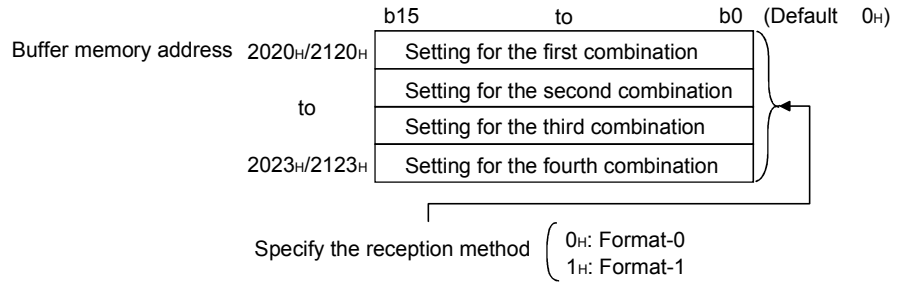 b15 to b0 (Default 0H)
Buffer memory address 2020H/2120H Setting for the first combination
Setting for the second combination
to
Setting for the third combination
2023H/2123H Setting for the fourth combination
Specify the reception method
0H: Format-0
1H: Format-1